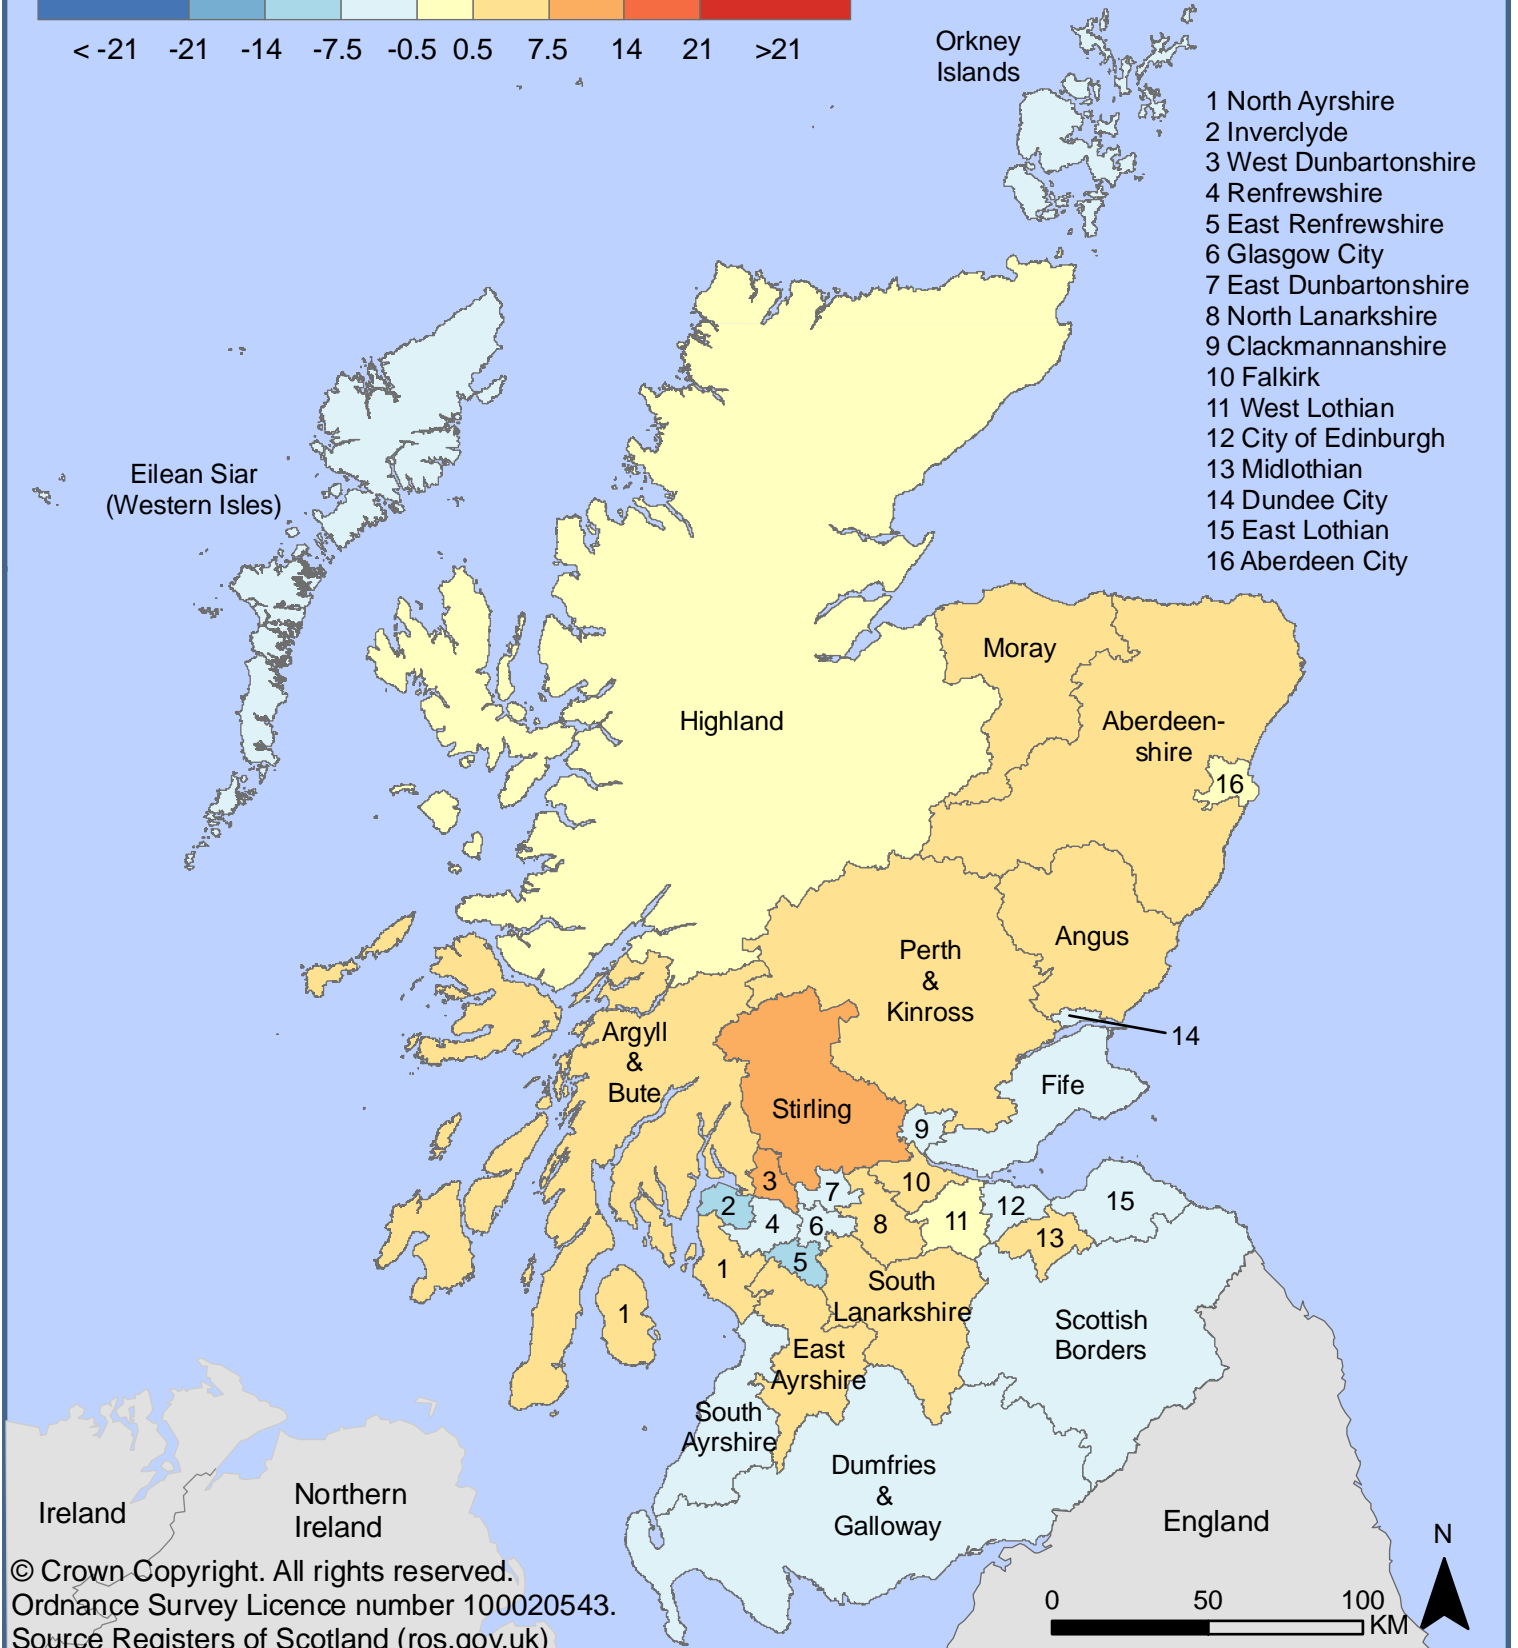 < -21 -21 -14 -7.5 -0.5 0.5 7.5 14 21 >21
Orkney
Islands
1 North Ayrshire
2 Inverclyde
3 West Dunbartonshire
4 Renfrewshire
5 East Renfrewshire
6 Glasgow City
7 East Dunbartonshire
8 North Lanarkshire
9 Clackmannanshire
10 Falkirk
11 West Lothian
12 City of Edinburgh
13 Midlothian
14 Dundee City
15 East Lothian
16 Aberdeen City
Eilean Siar
(Western Isles)
Moray
Highland
Aberdeen-
shire
16
Angus
Perth
&
Kinross
Argyll
&
Bute
14
Fife
Stirling
9
3
7
10
2
4
6
8
11
12
15
13
5
1
South
Lanarkshire
1
Scottish
Borders
East
Ayrshire
South
Ayrshire
Dumfries
&
Galloway
Northern
Ireland
Ireland
England
N
© Crown Copyright. All rights reserved.
Ordnance Survey Licence number 100020543.
Source Registers of Scotland (ros.gov.uk)
0 50 100
KM